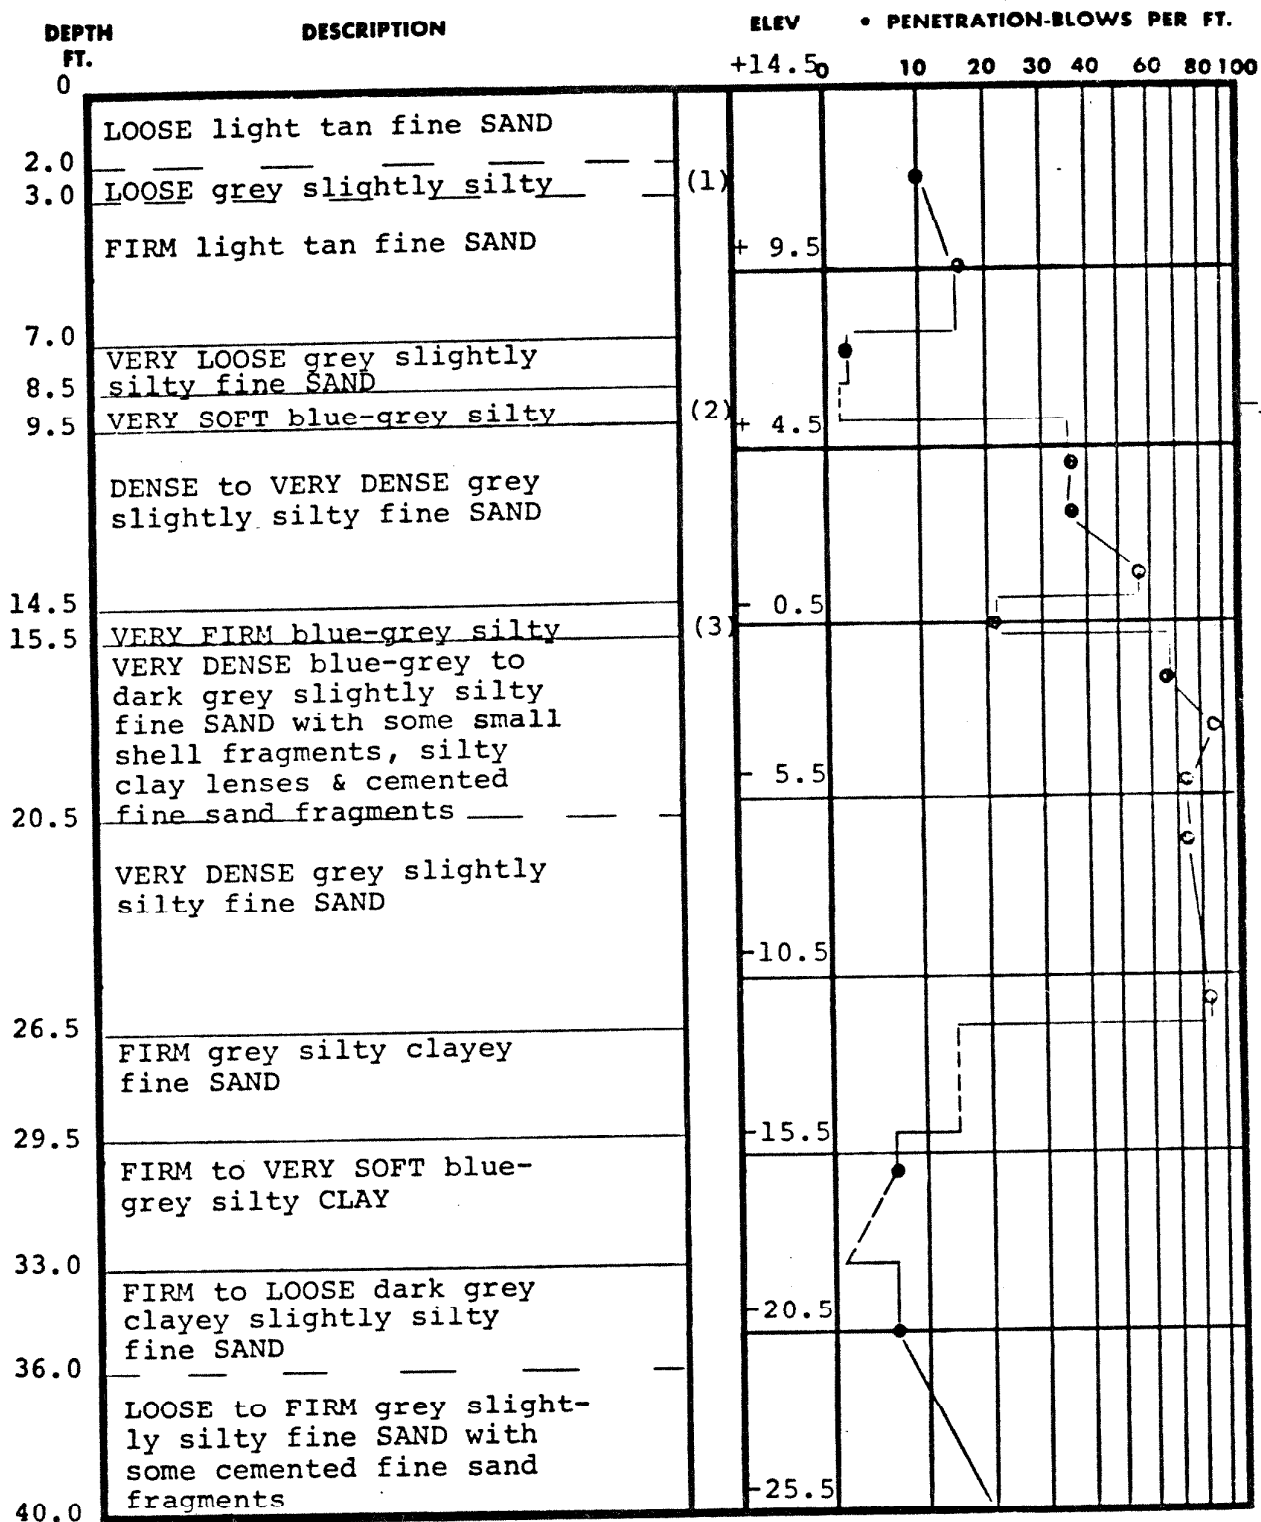 DEPTH FT.
DESCRIPTION
ELEV
• PENETRATION-BLOWS PER FT.
+14.5 0 10 20 30 40 60 80 100
0
LOOSE light tan fine SAND
2.0
LOOSE grey slightly silty
(1)
3.0
FIRM light tan fine SAND
+ 9.5
7.0
VERY LOOSE grey slightly
silty fine SAND
8.5
VERY SOFT blue-grey silty
(2)
9.5
+ 4.5
DENSE to VERY DENSE grey
slightly silty fine SAND
14.5
- 0.5
VERY FIRM blue-grey silty
(3)
15.5
VERY DENSE blue-grey to
dark grey slightly silty
fine SAND with some small
shell fragments, silty
clay lenses & cemented
- 5.5
fine sand fragments
20.5
VERY DENSE grey slightly
silty fine SAND
-10.5
26.5
FIRM grey silty clayey
fine SAND
29.5
-15.5
FIRM to VERY SOFT blue-
grey silty CLAY
33.0
FIRM to LOOSE dark grey
clayey slightly silty
fine SAND
-20.5
36.0
LOOSE to FIRM grey slight-
ly silty fine SAND with
some cemented fine sand
fragments
-25.5
40.0